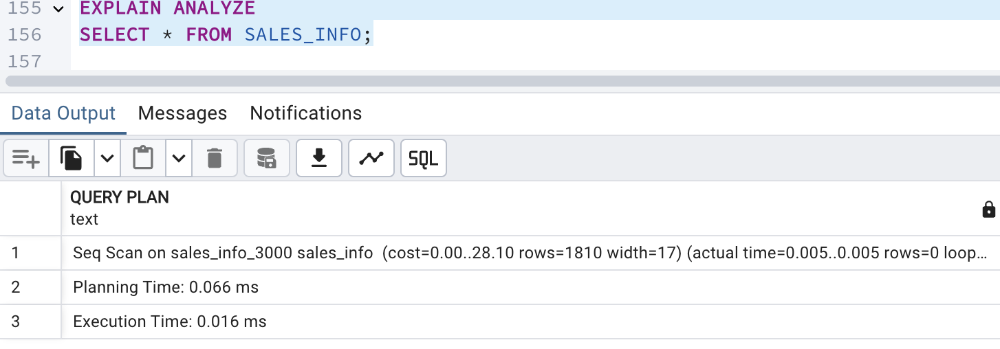 155 EXPLAIN ANALYZE
156 SELECT * FROM SALES_INFO;
157
Data Output Messages Notifications
SQL
QUERY PLAN
text
1 Seq Scan on sales_info_3000 sales_info (cost=0.00..28.10 rows=1810 width=17) (actual time=0.005..0.005 rows=0 loop...
2 Planning Time: 0.066 ms
3 Execution Time: 0.016 ms